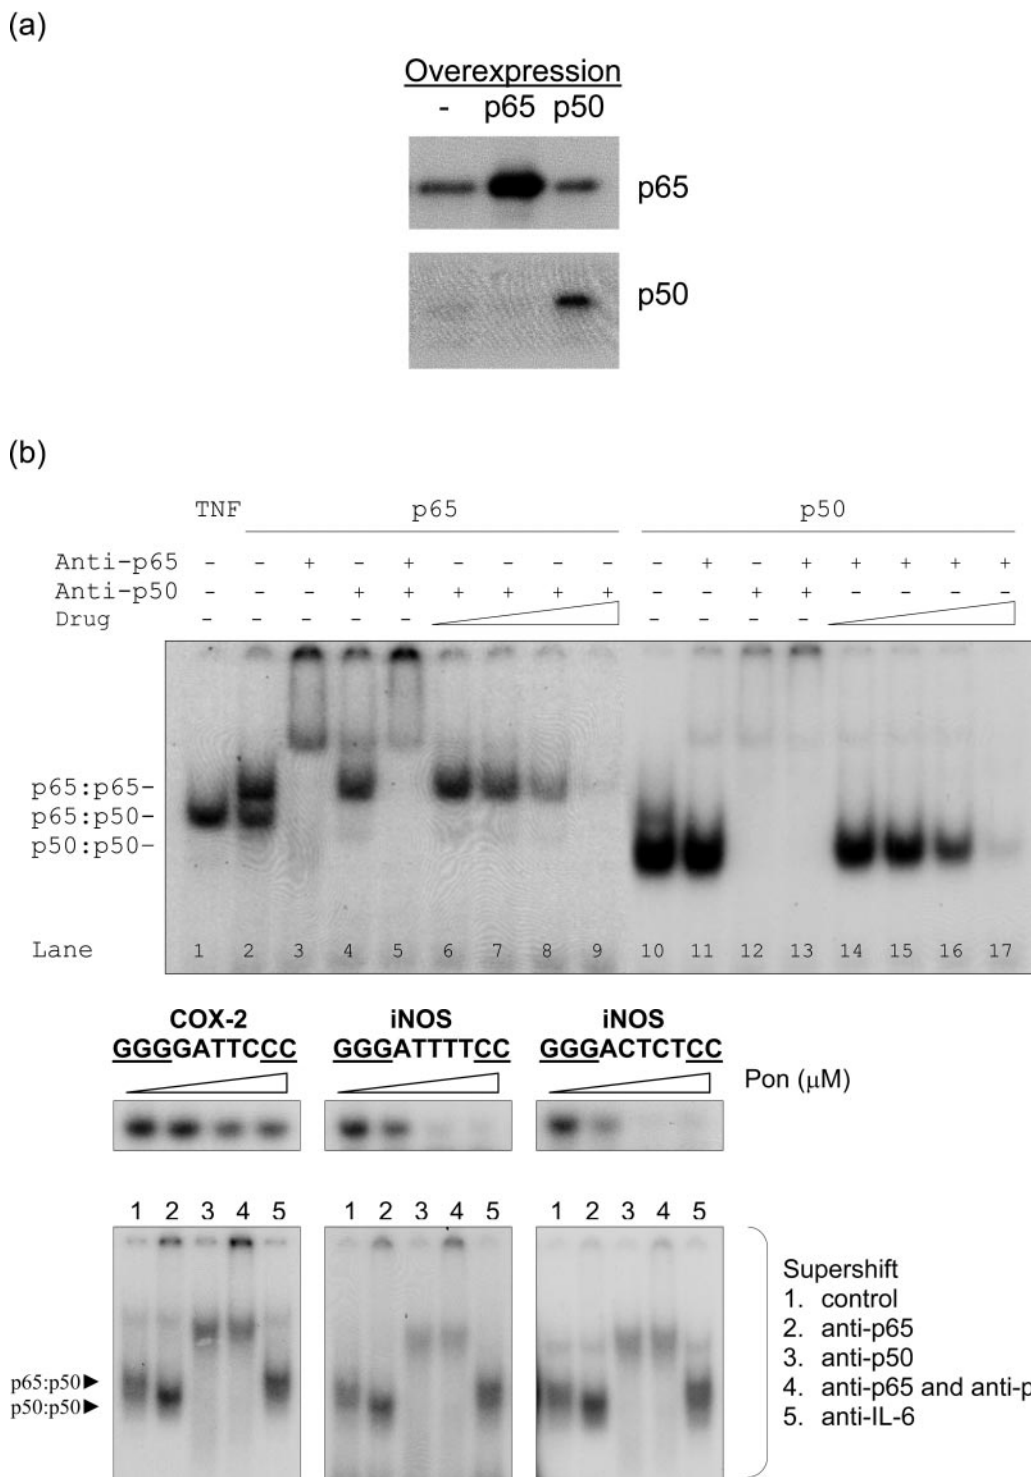 (a)
Overexpression
- p65 p50
p65
p50
(b)
TNF p65 p50
Anti-p65 - - + - + - - - - - + - + + + + +
Anti-p50 - - - + + + + + + - - + + - - - -
Drug - - - - - - - - -
p65:p65-
p65:p50-
p50:p50-
Lane 1 2 3 4 5 6 7 8 9 10 11 12 13 14 15 16 17
COX-2 iNOS iNOS
GGGGATTCCC GGGATTTTCC GGGACTCTCC
Pon (μM)
1 2 3 4 5 1 2 3 4 5 1 2 3 4 5
Supershift
1. control
2. anti-p65
3. anti-p50
4. anti-p65 and anti-p
5. anti-IL-6
p65:p50►
p50:p50►